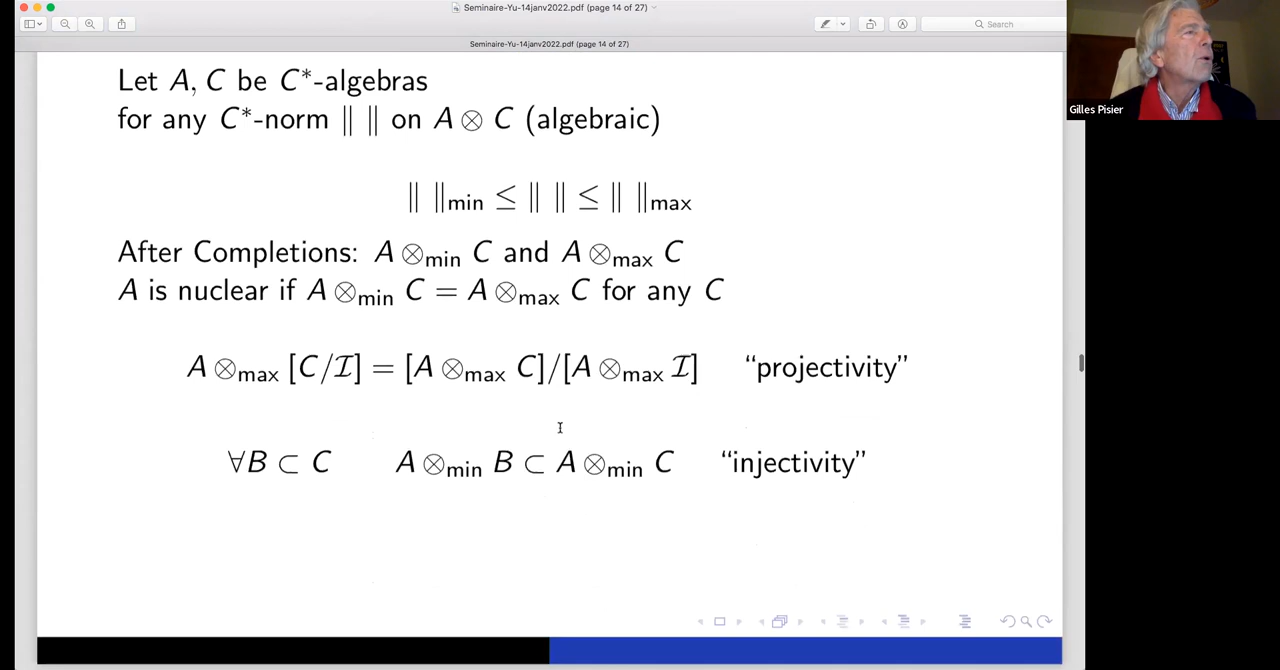 Seminaire-Yu-14janv2022.pdf (page 14 of 27)
Search
Seminaire-Yu-14janv2022.pdf (page 14 of 27)
Gilles Pisier
Let A, C be C*-algebras
for any C*-norm ‖ ‖ on A ⊗ C (algebraic)
‖ ‖min ≤ ‖ ‖ ≤ ‖ ‖max
After Completions: A ⊗min C and A ⊗max C
A is nuclear if A ⊗min C = A ⊗max C for any C
A ⊗max [C/ℐ] = [A ⊗max C]/[A ⊗max ℐ] “projectivity”
∀B ⊂ C A ⊗min B ⊂ A ⊗min C “injectivity”